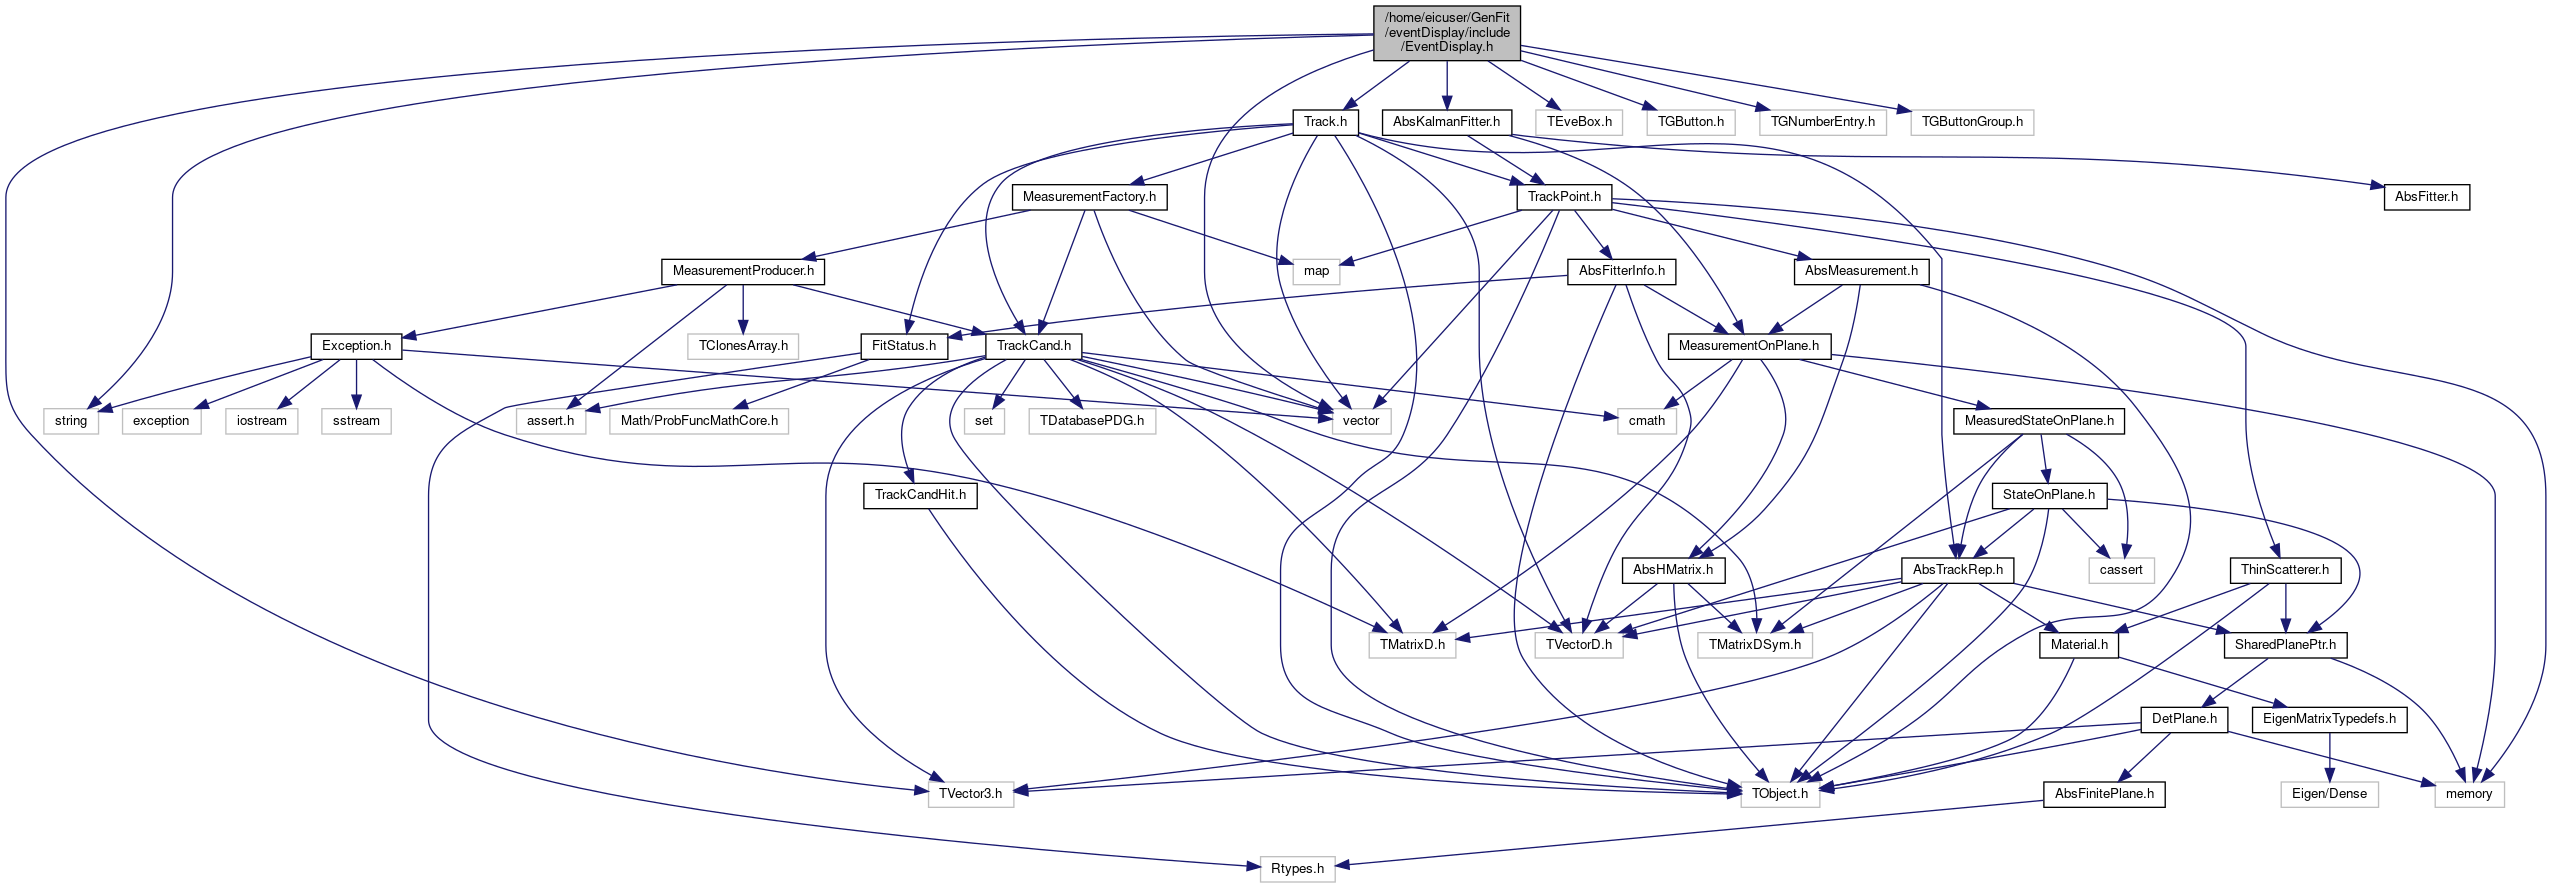 /home/eicuser/GenFit
/eventDisplay/include
/EventDisplay.h
Track.h
AbsKalmanFitter.h
TEveBox.h
TGButton.h
TGNumberEntry.h
TGButtonGroup.h
MeasurementFactory.h
TrackPoint.h
AbsFitter.h
MeasurementProducer.h
map
AbsFitterInfo.h
AbsMeasurement.h
Exception.h
TClonesArray.h
FitStatus.h
TrackCand.h
MeasurementOnPlane.h
string
exception
iostream
sstream
assert.h
Math/ProbFuncMathCore.h
set
TDatabasePDG.h
vector
cmath
MeasuredStateOnPlane.h
TrackCandHit.h
StateOnPlane.h
AbsHMatrix.h
AbsTrackRep.h
cassert
ThinScatterer.h
TMatrixD.h
TVectorD.h
TMatrixDSym.h
Material.h
SharedPlanePtr.h
DetPlane.h
EigenMatrixTypedefs.h
TVector3.h
TObject.h
AbsFinitePlane.h
Eigen/Dense
memory
Rtypes.h